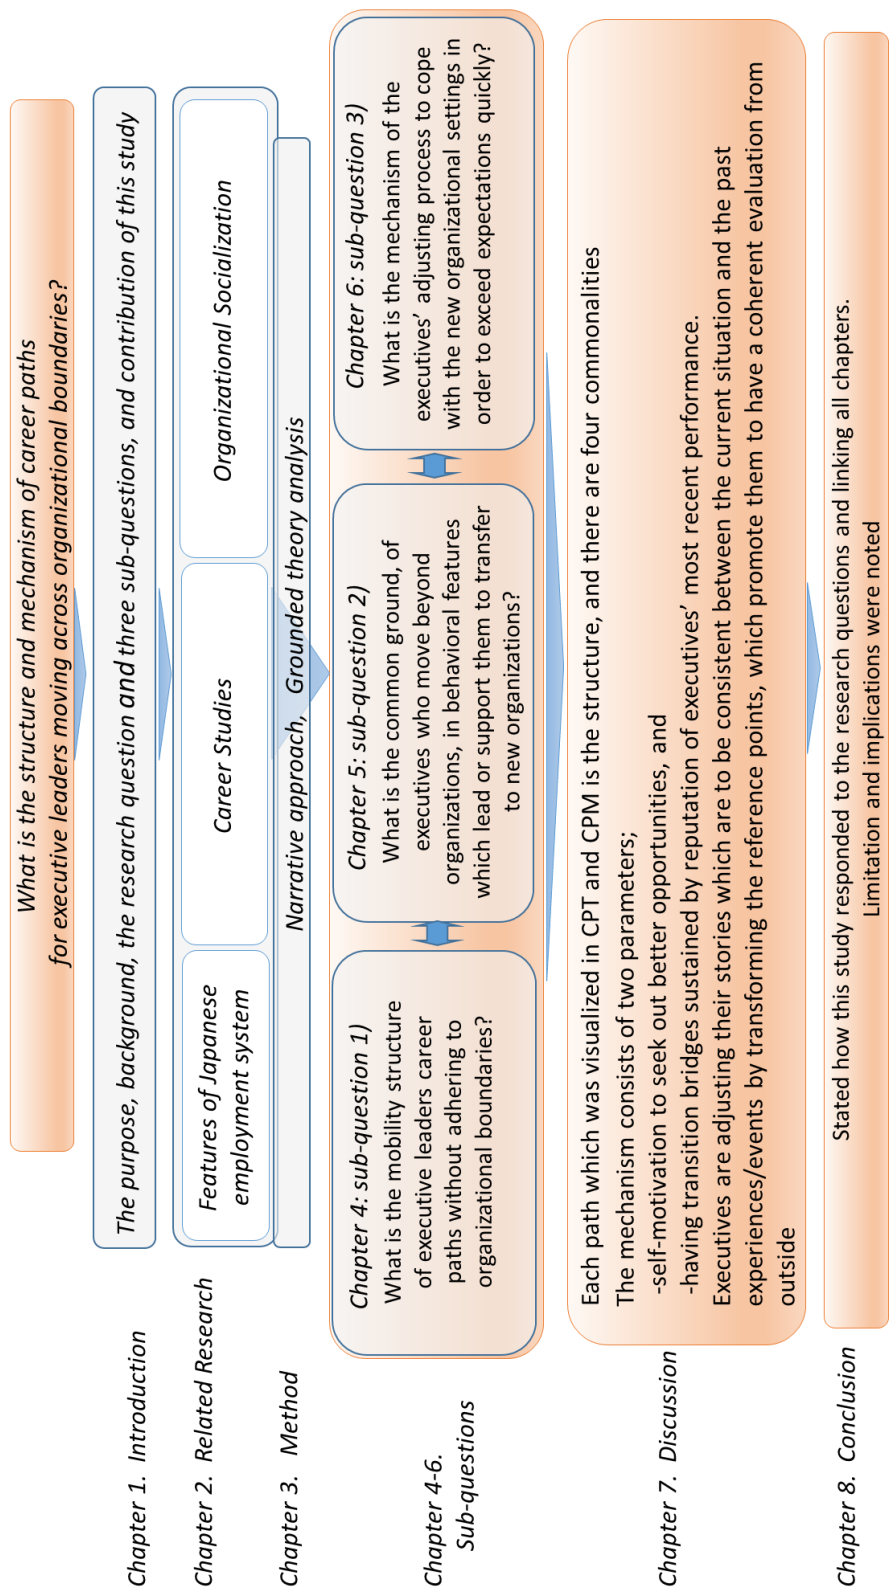 What is the structure and mechanism of career paths
for executive leaders moving across organizational boundaries?
Chapter 1.  Introduction
The purpose, background, the research question and three sub-questions, and contribution of this study
Chapter 2.  Related Research
Features of Japanese
employment system
Career Studies
Organizational Socialization
Chapter 3.  Method
Narrative approach,   Grounded theory analysis
Chapter 4-6.
Sub-questions
Chapter 4: sub-question 1)
What is the mobility structure
of executive leaders career
paths without adhering to
organizational boundaries?
Chapter 5: sub-question 2)
What is the common ground, of
executives who move beyond
organizations, in behavioral features
which lead or support them to transfer
to new organizations?
Chapter 6: sub-question 3)
What is the mechanism of the
executives’ adjusting process to cope
with the new organizational settings in
order to exceed expectations quickly?
Chapter 7.  Discussion
Each path which was visualized in CPT and CPM is the structure, and there are four commonalities
The mechanism consists of two parameters;
-self-motivation to seek out better opportunities, and
-having transition bridges sustained by reputation of executives’ most recent performance.
Executives are adjusting their stories which are to be consistent between the current situation and the past
experiences/events by transforming the reference points, which promote them to have a coherent evaluation from
outside
Chapter 8.  Conclusion
Stated how this study responded to the research questions and linking all chapters.
Limitation and implications were noted